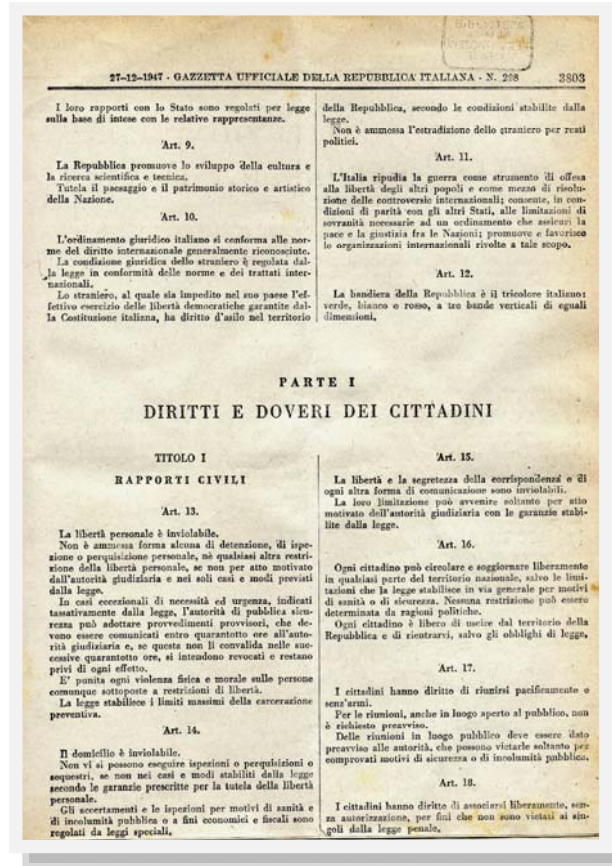 27-12-1947 - GAZZETTA UFFICIALE DELLA REPUBBLICA ITALIANA - N. 298 3803
I loro rapporti con lo Stato sono regolati per legge
sulla base di intese con le relative rappresentanze.
Art. 9.
La Repubblica promuove lo sviluppo della cultura e
la ricerca scientifica e tecnica.
Tutela il paesaggio e il patrimonio storico e artistico
della Nazione.
Art. 10.
L'ordinamento giuridico italiano si conforma alle nor-
me del diritto internazionale generalmente riconosciute.
La condizione giuridica dello straniero è regolata dal-
la legge in conformità delle norme e dei trattati inter-
nazionali.
Lo straniero, al quale sia impedito nel suo paese l'ef-
fettivo esercizio delle libertà democratiche garantite dal-
la Costituzione italiana, ha diritto d'asilo nel territorio
della Repubblica, secondo le condizioni stabilite dalla
legge.
Non è ammessa l'estradizione dello straniero per reati
politici.
Art. 11.
L'Italia ripudia la guerra come strumento di offesa
alla libertà degli altri popoli e come mezzo di risolu-
zione delle controversie internazionali; consente, in con-
dizioni di parità con gli altri Stati, alle limitazioni di
sovranità necessarie ad un ordinamento che assicuri la
pace e la giustizia fra le Nazioni; promuove e favorisce
le organizzazioni internazionali rivolte a tale scopo.
Art. 12.
La bandiera della Repubblica è il tricolore italiano:
verde, bianco e rosso, a tre bande verticali di eguali
dimensioni.
PARTE I
DIRITTI E DOVERI DEI CITTADINI
TITOLO I
RAPPORTI CIVILI
Art. 13.
La libertà personale è inviolabile.
Non è ammessa forma alcuna di detenzione, di ispe-
zione o perquisizione personale, nè qualsiasi altra restri-
zione della libertà personale, se non per atto motivato
dall'autorità giudiziaria e nei soli casi e modi previsti
dalla legge.
In casi eccezionali di necessità ed urgenza, indicati
tassativamente dalla legge, l'autorità di pubblica sicu-
rezza può adottare provvedimenti provvisori, che de-
vono essere comunicati entro quarantotto ore all'auto-
rità giudiziaria e, se questa non li convalida nelle suc-
cessive quarantotto ore, si intendono revocati e restano
privi di ogni effetto.
E' punita ogni violenza fisica e morale sulle persone
comunque sottoposte a restrizioni di libertà.
La legge stabilisce i limiti massimi della carcerazione
preventiva.
Art. 14.
Il domicilio è inviolabile.
Non vi si possono eseguire ispezioni o perquisizioni o
sequestri, se non nei casi e modi stabiliti dalla legge
secondo le garanzie prescritte per la tutela della libertà
personale.
Gli accertamenti e le ispezioni per motivi di sanità e
di incolumità pubblica o a fini economici e fiscali sono
regolati da leggi speciali.
Art. 15.
La libertà e la segretezza della corrispondenza e di
ogni altra forma di comunicazione sono inviolabili.
La loro limitazione può avvenire soltanto per atto
motivato dell'autorità giudiziaria con le garanzie stabi-
lite dalla legge.
Art. 16.
Ogni cittadino può circolare e soggiornare liberamente
in qualsiasi parte del territorio nazionale, salvo le limi-
tazioni che la legge stabilisce in via generale per motivi
di sanità o di sicurezza. Nessuna restrizione può essere
determinata da ragioni politiche.
Ogni cittadino è libero di uscire dal territorio della
Repubblica e di rientrarvi, salvo gli obblighi di legge.
Art. 17.
I cittadini hanno diritto di riunirsi pacificamente e
senz'armi.
Per le riunioni, anche in luogo aperto al pubblico, non
è richiesto preavviso.
Delle riunioni in luogo pubblico deve essere dato
preavviso alle autorità, che possono vietarle soltanto per
comprovati motivi di sicurezza o di incolumità pubblica.
Art. 18.
I cittadini hanno diritto di associarsi liberamente, sen-
za autorizzazione, per fini che non sono vietati ai sin-
goli dalla legge penale.